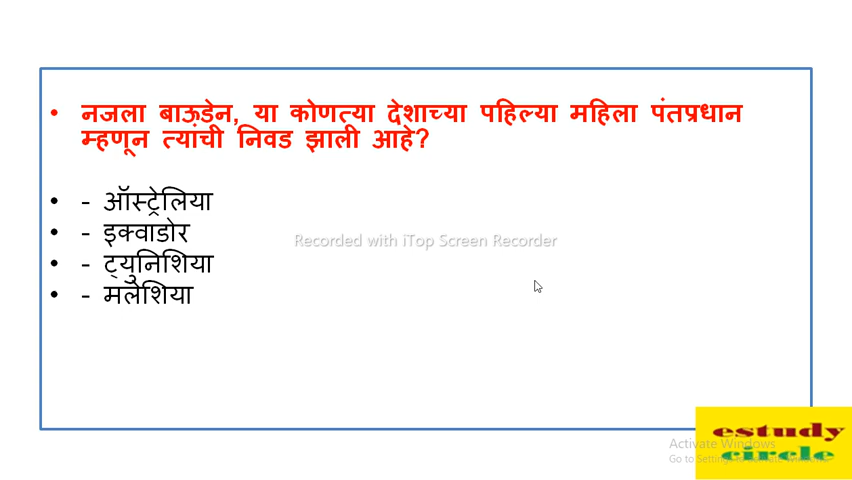 • नजला बाऊडेन, या कोणत्या देशाच्या पहिल्या महिला पंतप्रधान
म्हणून त्यांची निवड झाली आहे?
• - ऑस्ट्रेलिया
• - इक्वाडोर
Recorded with iTop Screen Recorder
• - ट्युनिशिया
• - मलेशिया
estudy
Activate Windows
circle